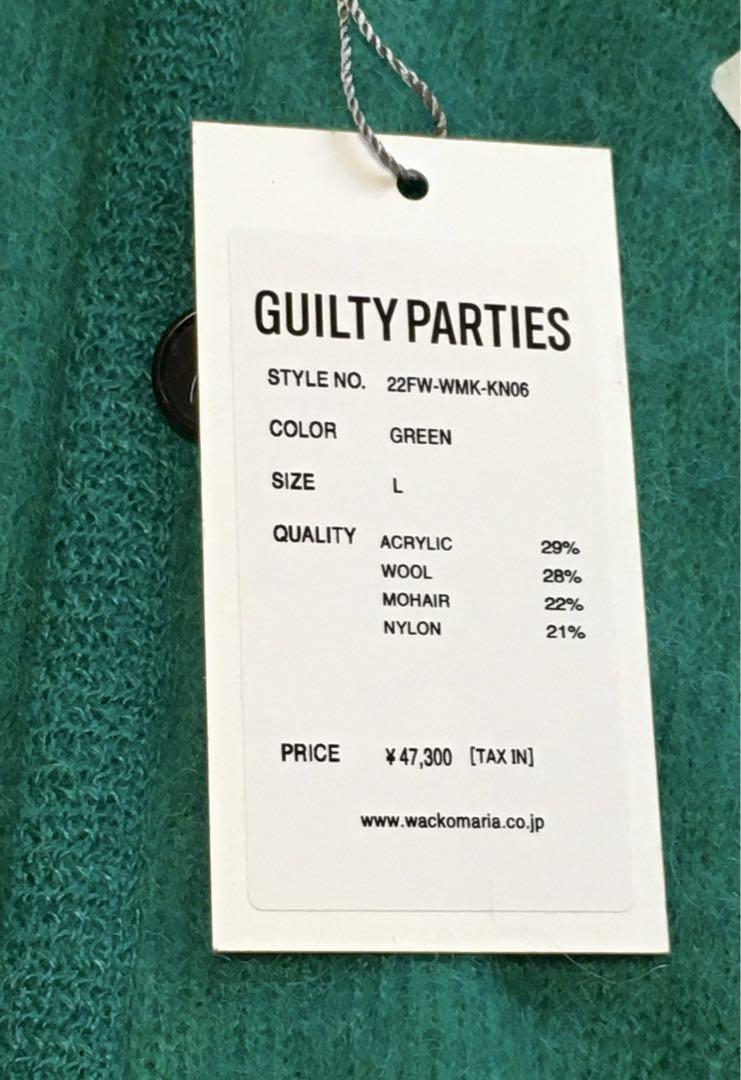 GUILTY PARTIES
STYLE NO. 22FW-WMK-KN06
COLOR GREEN
SIZE L
QUALITY ACRYLIC 29%
WOOL 28%
MOHAIR 22%
NYLON 21%
PRICE ¥47,300 [TAX IN]
www.wackomaria.co.jp